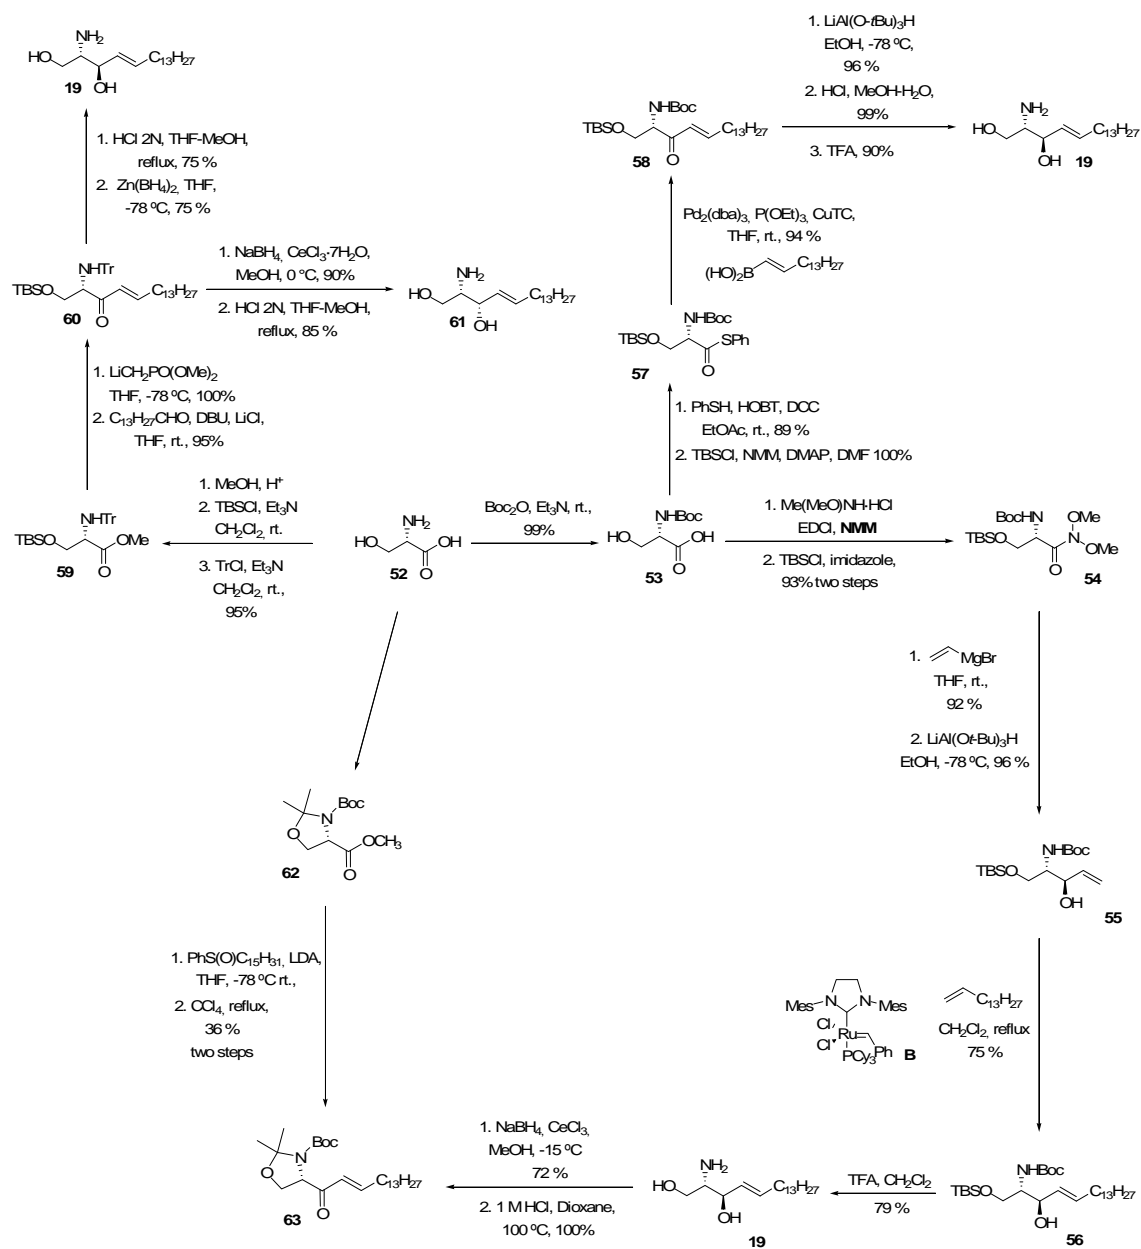 NH2
HO
C13H27
OH
19
1. HCl 2N, THF-MeOH,
reflux, 75 %
2. Zn(BH4)2, THF,
-78 ºC, 75 %
NHTr
TBSO
C13H27
O
60
1. NaBH4, CeCl3·7H2O,
MeOH, 0 °C, 90%
2. HCl 2N, THF-MeOH,
reflux, 85 %
NH2
HO
C13H27
OH
61
1. LiCH2PO(OMe)2
THF, -78 ºC, 100%
2. C13H27CHO, DBU, LiCl,
THF, rt., 95%
NHTr
TBSO
OMe
O
59
1. MeOH, H+
2. TBSCl, Et3N
CH2Cl2, rt.
3. TrCl, Et3N
CH2Cl2, rt.,
95%
NH2
HO
OH
O
52
Boc2O, Et3N, rt.,
99%
NHBoc
HO
OH
O
53
1. PhSH, HOBT, DCC
EtOAc, rt., 89 %
2. TBSCl, NMM, DMAP, DMF 100%
NHBoc
TBSO
SPh
O
57
Pd2(dba)3, P(OEt)3, CuTC,
THF, rt., 94 %
(HO)2B
C13H27
NHBoc
TBSO
C13H27
O
58
1. LiAl(O-tBu)3H
EtOH, -78 ºC,
96 %
2. HCl, MeOH-H2O,
99%
3. TFA, 90%
NH2
HO
C13H27
OH
19
1. Me(MeO)NH·HCl
EDCI, NMM
2. TBSCl, imidazole,
93% two steps
BocHN
OMe
TBSO
N
OMe
O
54
1.
MgBr
THF, rt.,
92 %
2. LiAl(Ot-Bu)3H
EtOH, -78 ºC, 96 %
NHBoc
TBSO
OH
55
Mes
N
N
Mes
Cl
Ru
Cl
PCy3
Ph
B
C13H27
CH2Cl2, reflux
75 %
NHBoc
TBSO
C13H27
OH
56
TFA, CH2Cl2
79 %
NH2
HO
C13H27
OH
19
1. NaBH4, CeCl3,
MeOH, -15 ºC
72 %
2. 1 M HCl, Dioxane,
100 ºC, 100%
Boc
N
O
C13H27
O
63
1. PhS(O)C15H31, LDA,
THF, -78 ºC rt.,
2. CCl4, reflux,
36 %
two steps
Boc
N
O
OCH3
O
62